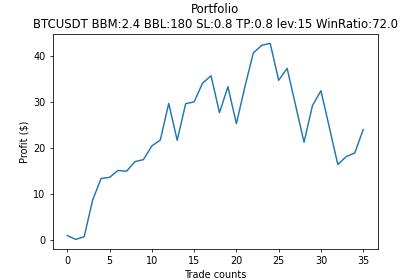 Portfolio
BTCUSDT BBM:2.4 BBL:180 SL:0.8 TP:0.8 lev:15 WinRatio:72.0
40
30
20
10
0
Profit ($)
0 5 10 15 20 25 30 35
Trade counts